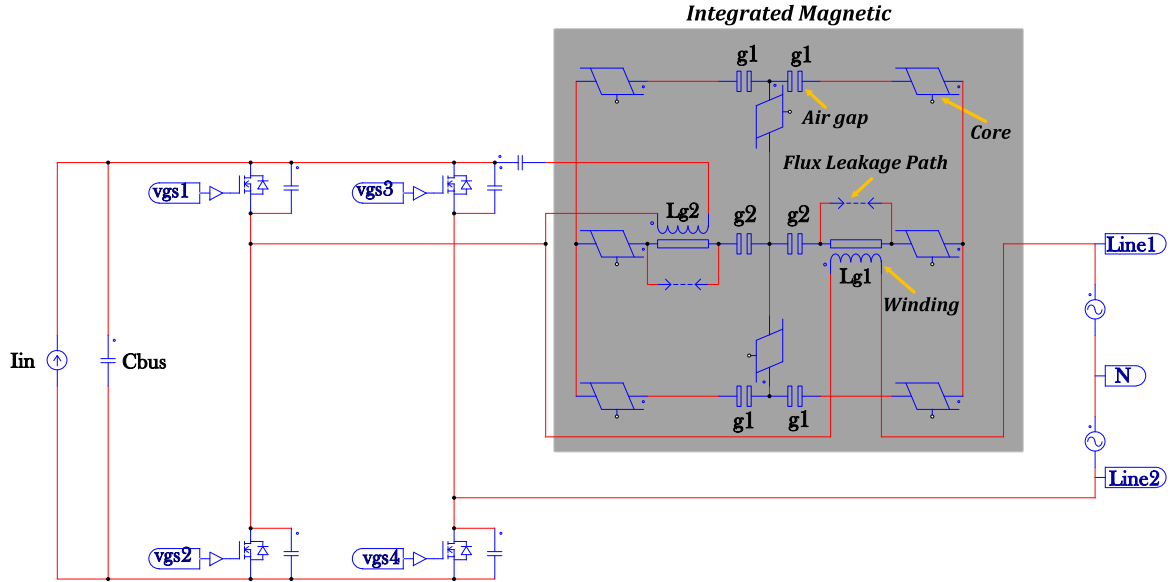 Integrated Magnetic
g1 g1
Air gap
Core
Flux Leakage Path
vgs1
vgs3
Lg2
g2 g2
Line1
Lg1
Winding
Iin
Cbus
N
g1 g1
Line2
vgs2
vgs4